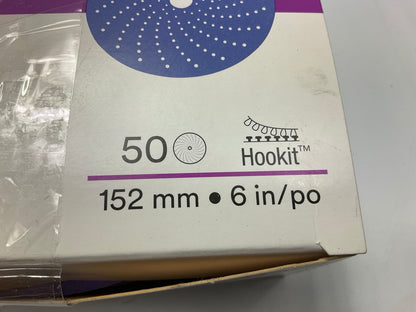 50 Hookit™
152 mm • 6 in/po